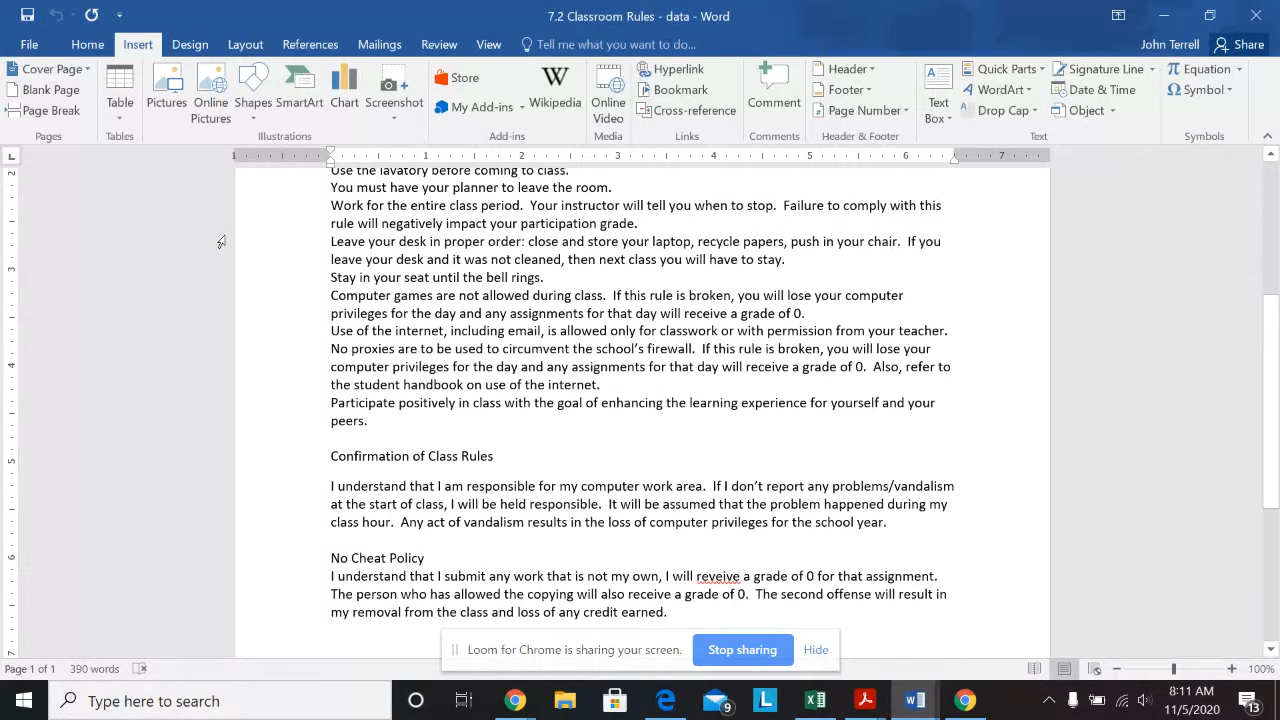 7.2 Classroom Rules - data - Word
File Home Insert Design Layout References Mailings Review View Tell me what you want to do... John Terrell Share
Cover Page
Blank Page
Page Break
Pages
Table
Tables
Pictures
Online Pictures
Shapes
SmartArt
Chart
Screenshot
Illustrations
Store
My Add-ins
Wikipedia
Add-ins
Online Video
Media
Hyperlink
Bookmark
Cross-reference
Links
Comment
Comments
Header
Footer
Page Number
Header & Footer
Text Box
Quick Parts
WordArt
Drop Cap
Signature Line
Date & Time
Object
Text
Equation
Symbol
Symbols
1 1 2 3 4 5 6 7
2
3
4
5
6
7
Use the lavatory before coming to class.
You must have your planner to leave the room.
Work for the entire class period. Your instructor will tell you when to stop. Failure to comply with this
rule will negatively impact your participation grade.
Leave your desk in proper order: close and store your laptop, recycle papers, push in your chair. If you
leave your desk and it was not cleaned, then next class you will have to stay.
Stay in your seat until the bell rings.
Computer games are not allowed during class. If this rule is broken, you will lose your computer
privileges for the day and any assignments for that day will receive a grade of 0.
Use of the internet, including email, is allowed only for classwork or with permission from your teacher.
No proxies are to be used to circumvent the school's firewall. If this rule is broken, you will lose your
computer privileges for the day and any assignments for that day will receive a grade of 0. Also, refer to
the student handbook on use of the internet.
Participate positively in class with the goal of enhancing the learning experience for yourself and your
peers.
Confirmation of Class Rules
I understand that I am responsible for my computer work area. If I don't report any problems/vandalism
at the start of class, I will be held responsible. It will be assumed that the problem happened during my
class hour. Any act of vandalism results in the loss of computer privileges for the school year.
No Cheat Policy
I understand that I submit any work that is not my own, I will reveive a grade of 0 for that assignment.
The person who has allowed the copying will also receive a grade of 0. The second offense will result in
my removal from the class and loss of any credit earned.
Loom for Chrome is sharing your screen. Stop sharing Hide
Page 1 of 1 390 words 100%
Type here to search
9
L
8:11 AM
11/5/2020
13